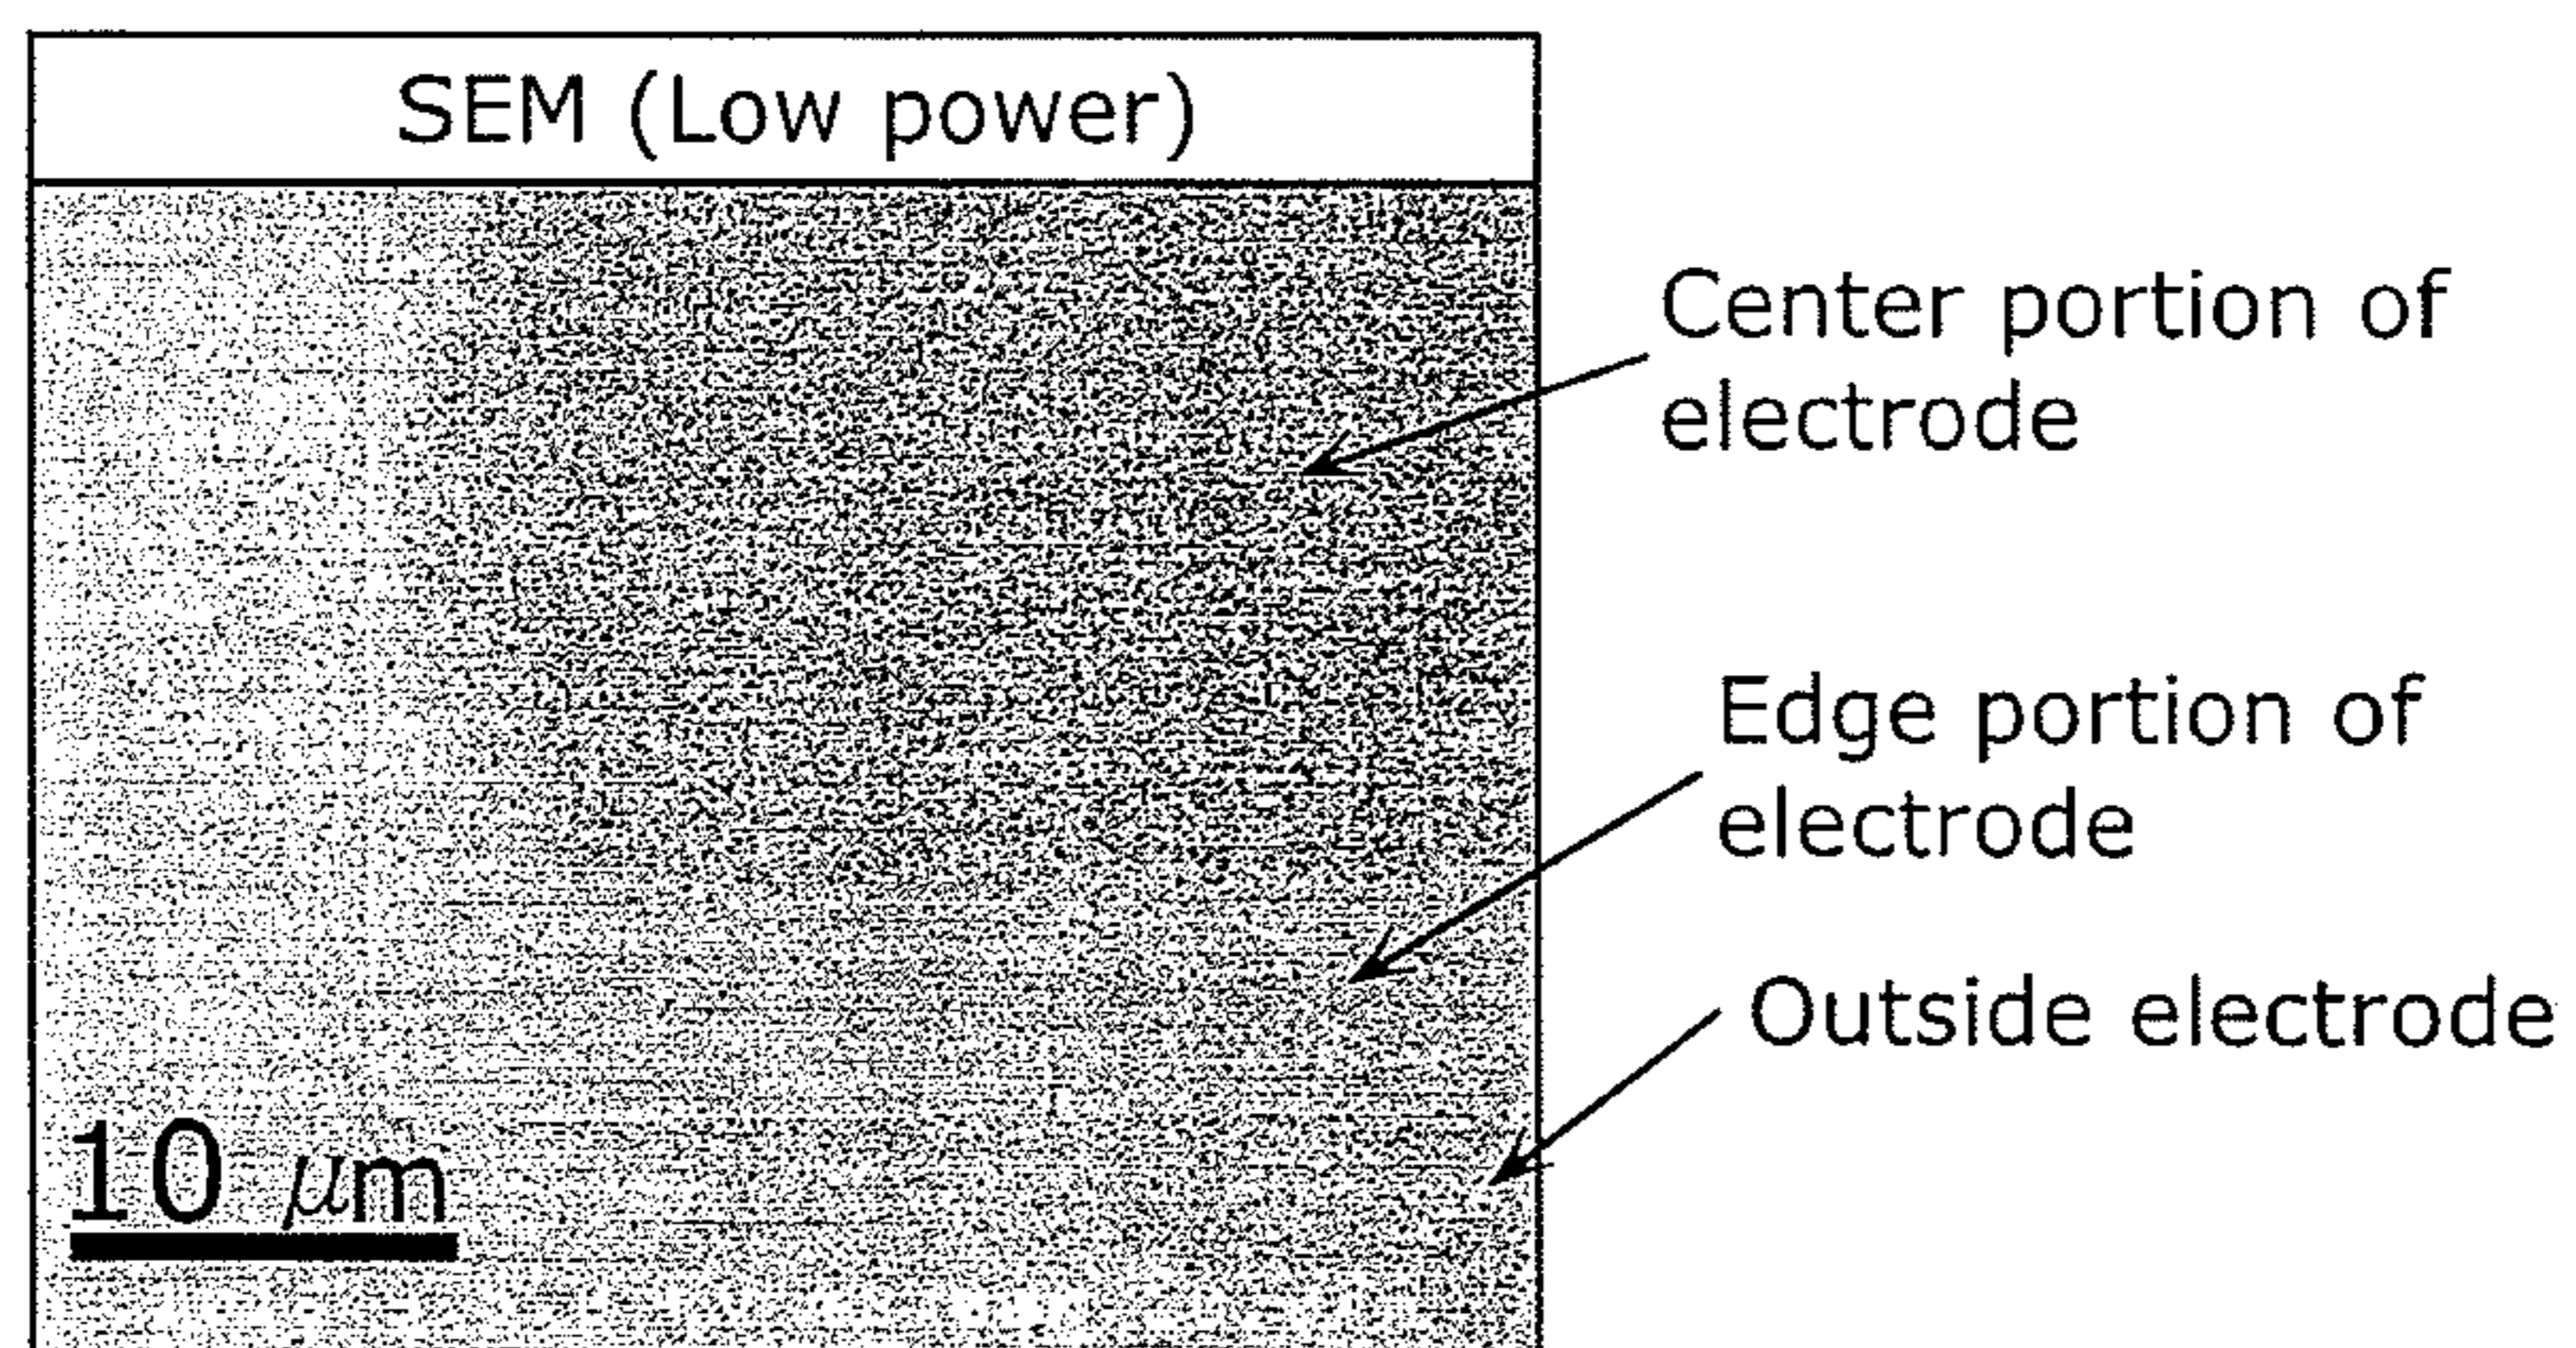 SEM (Low power)
Center portion of
electrode
Edge portion of
electrode
Outside electrode
10 μm